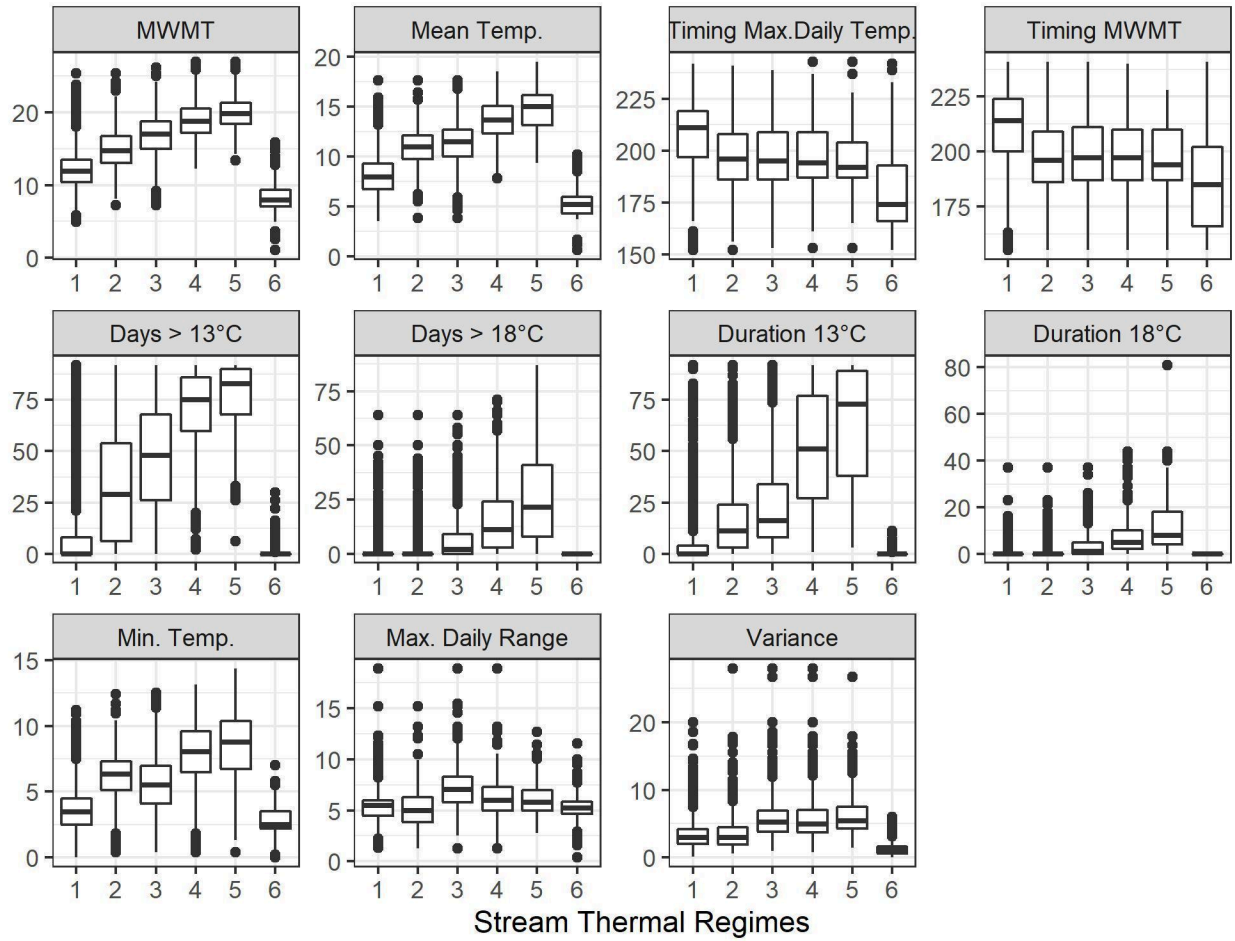 MWMT
Mean Temp.
Timing Max.Daily Temp.
Timing MWMT
20
10
0
1 2 3 4 5 6
20
15
10
5
0
1 2 3 4 5 6
225
200
175
150
1 2 3 4 5 6
225
200
175
1 2 3 4 5 6
Days > 13°C
Days > 18°C
Duration 13°C
Duration 18°C
75
50
25
0
1 2 3 4 5 6
75
50
25
0
1 2 3 4 5 6
75
50
25
0
1 2 3 4 5 6
80
60
40
20
0
1 2 3 4 5 6
Min. Temp.
Max. Daily Range
Variance
15
10
5
0
1 2 3 4 5 6
15
10
5
0
1 2 3 4 5 6
20
10
0
1 2 3 4 5 6
Stream Thermal Regimes